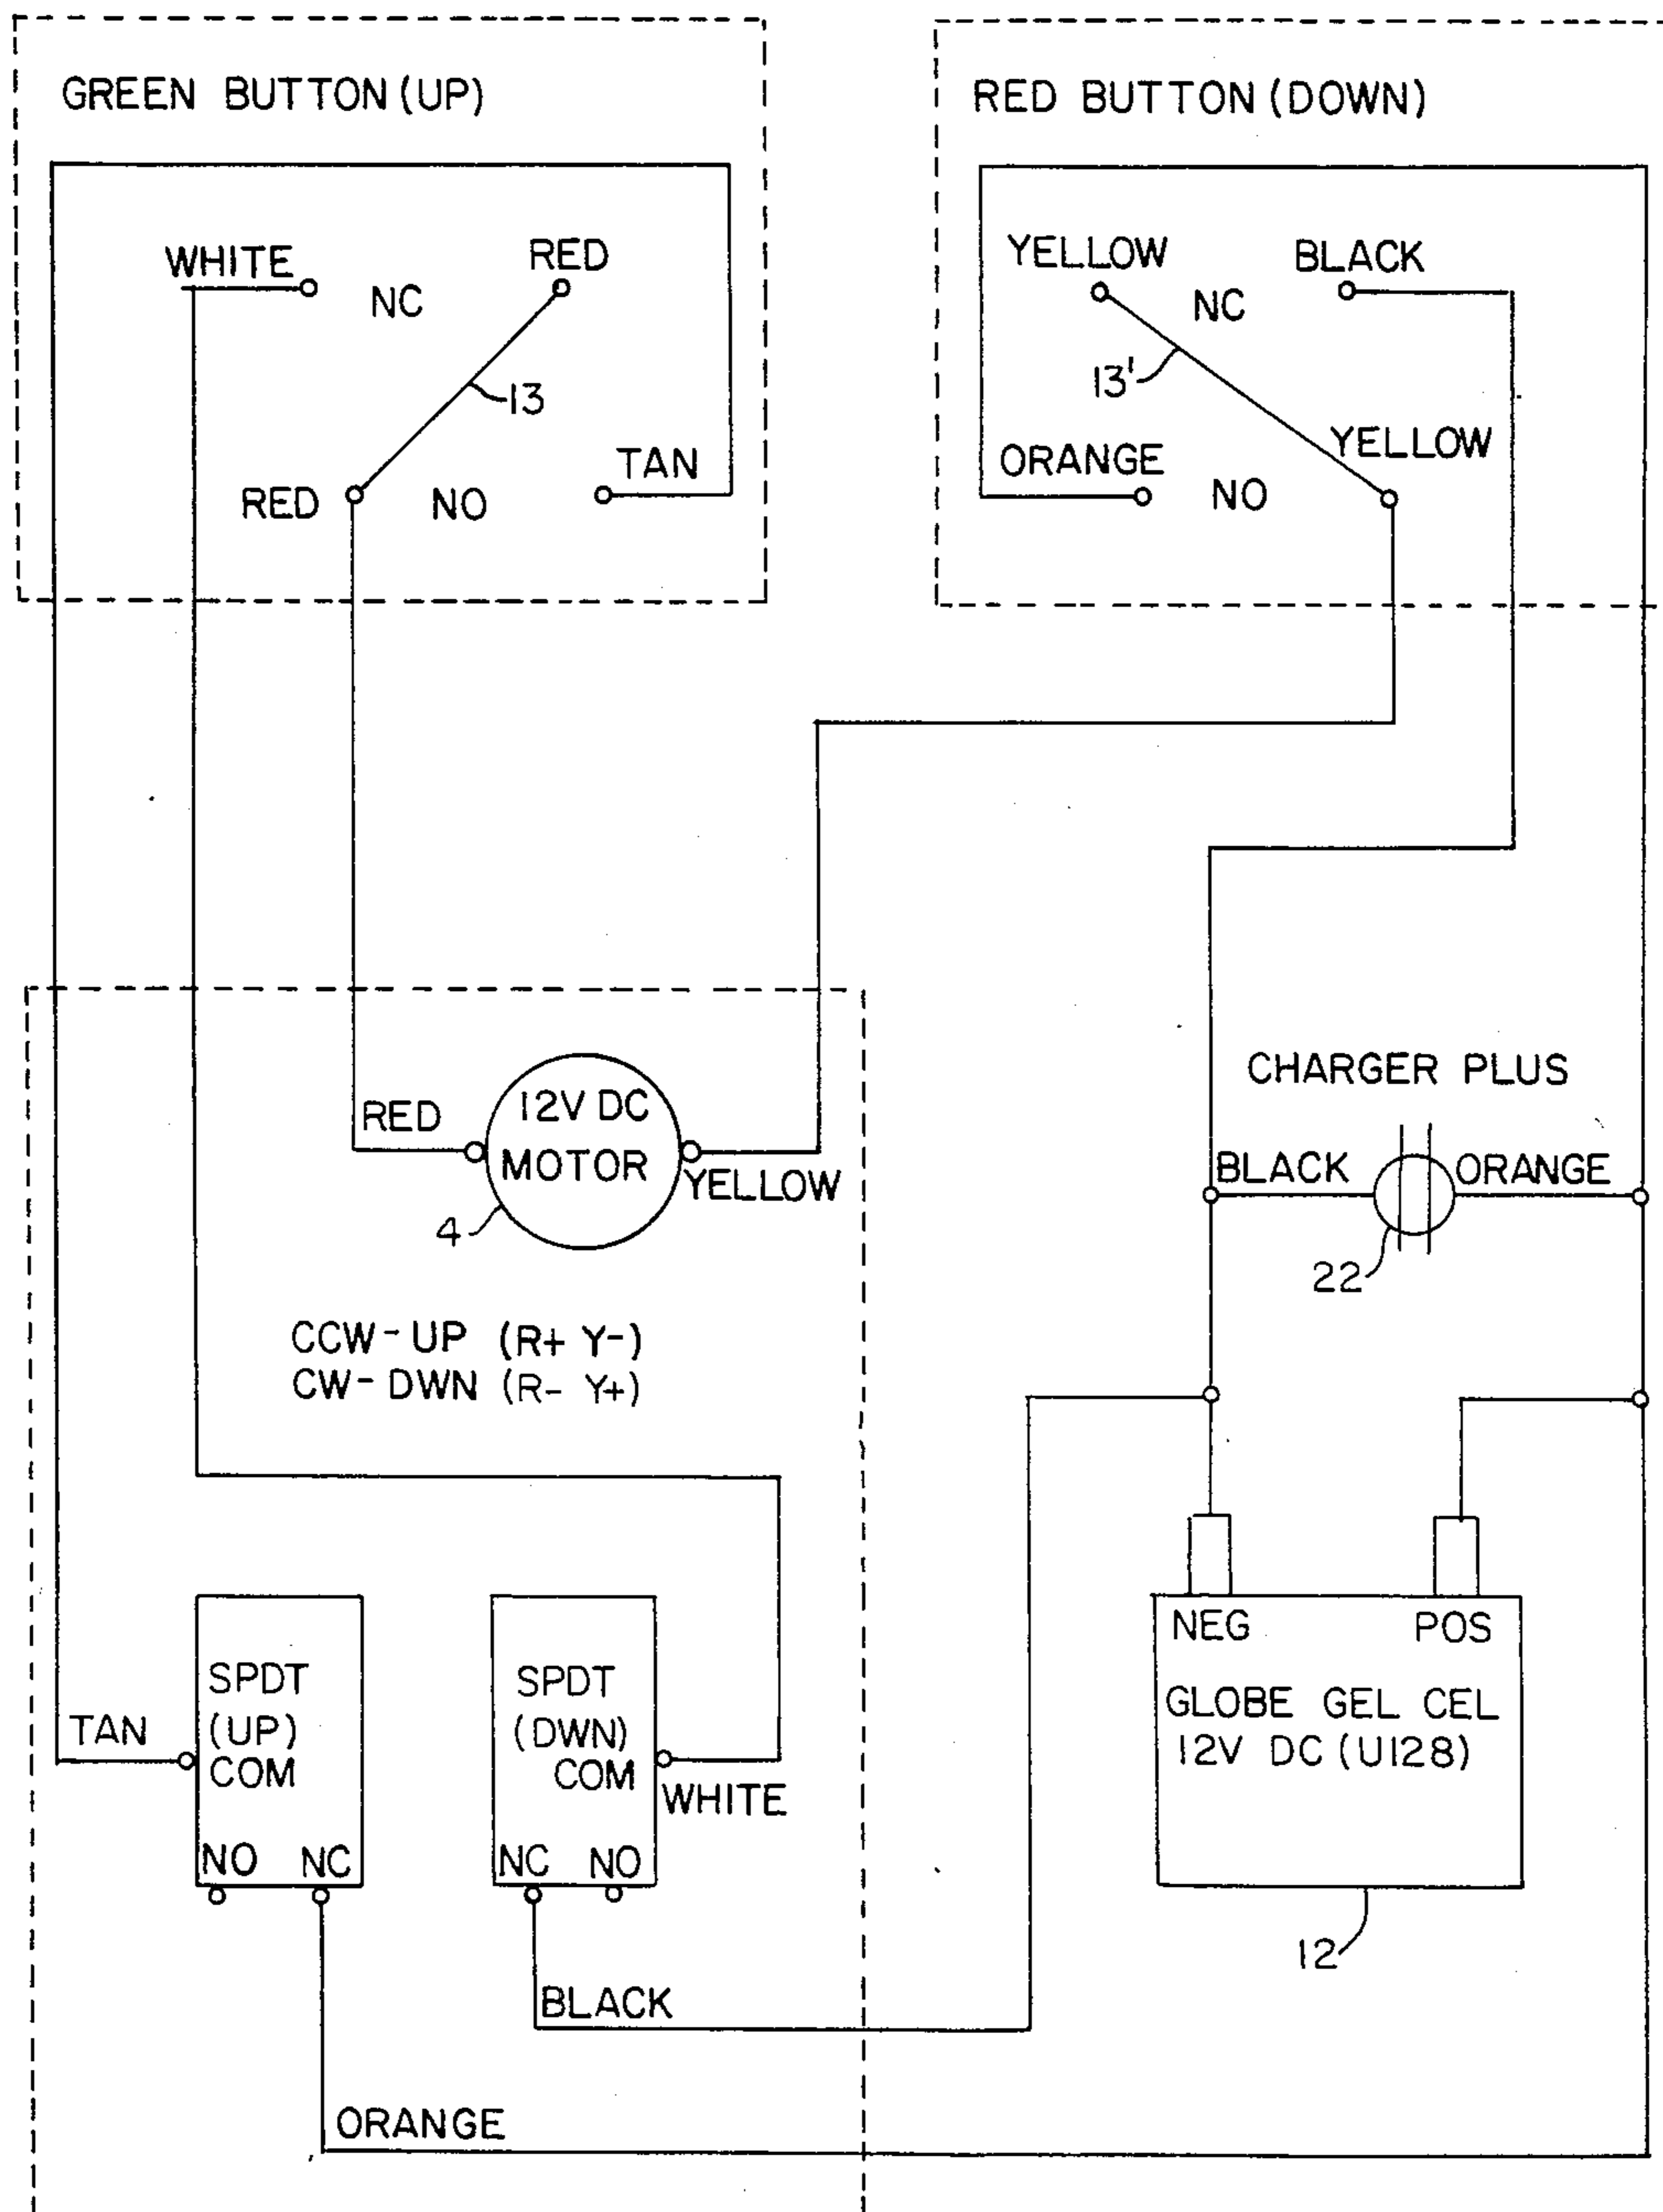 GREEN BUTTON (UP)
RED BUTTON (DOWN)
WHITE
NC
RED
13
RED
NO
TAN
YELLOW
NC
BLACK
13'
YELLOW
ORANGE
NO
RED
12V DC
MOTOR
YELLOW
4
CHARGER PLUS
BLACK
ORANGE
22
CCW-UP (R+ Y-)
CW-DWN (R- Y+)
SPDT
(UP)
COM
TAN
NO NC
SPDT
(DWN)
COM
WHITE
NC NO
NEG POS
GLOBE GEL CEL
12V DC (U128)
12
BLACK
ORANGE